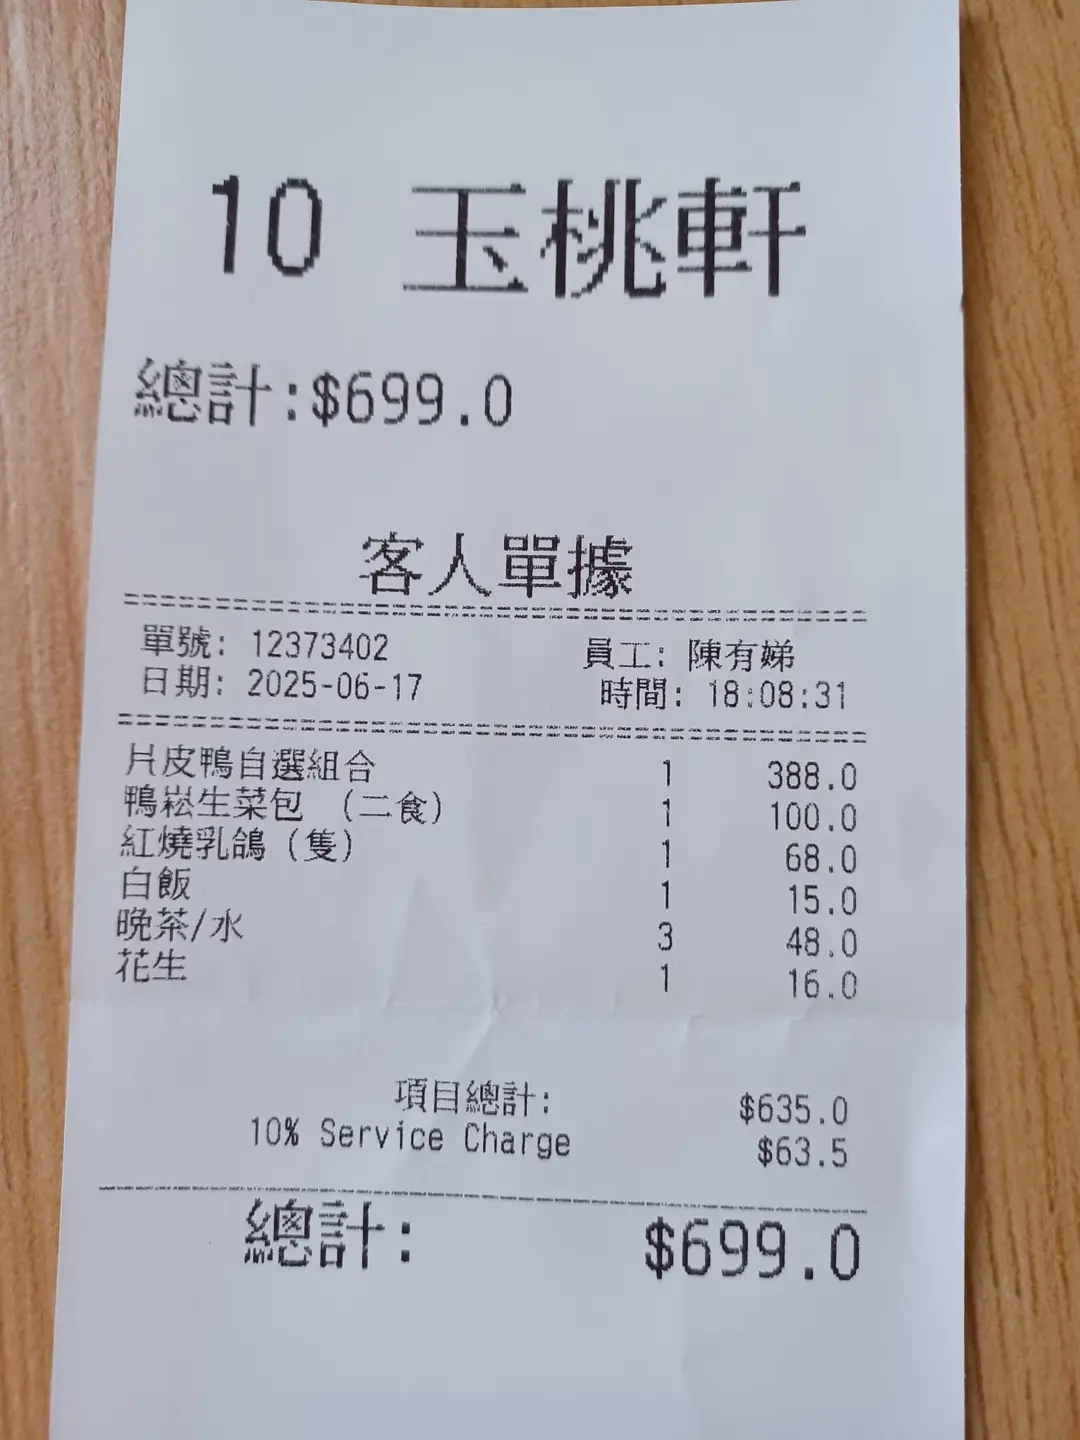 10 玉桃軒
總計:$699.0
客人單據
單號: 12373402 員工: 陳有娣
日期: 2025-06-17 時間: 18:08:31
片皮鴨自選組合 1 388.0
鴨崧生菜包 (二食) 1 100.0
紅燒乳鴿(隻) 1 68.0
白飯 1 15.0
晚茶/水 3 48.0
花生 1 16.0
項目總計: $635.0
10% Service Charge $63.5
總計: $699.0